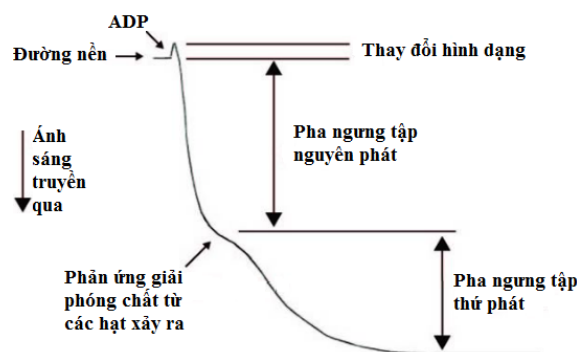 ADP
Đường nền
Thay đổi hình dạng
Ánh
sáng
truyền
qua
Pha ngưng tập
nguyên phát
Phản ứng giải
phóng chất từ
các hạt xảy ra
Pha ngưng tập
thứ phát